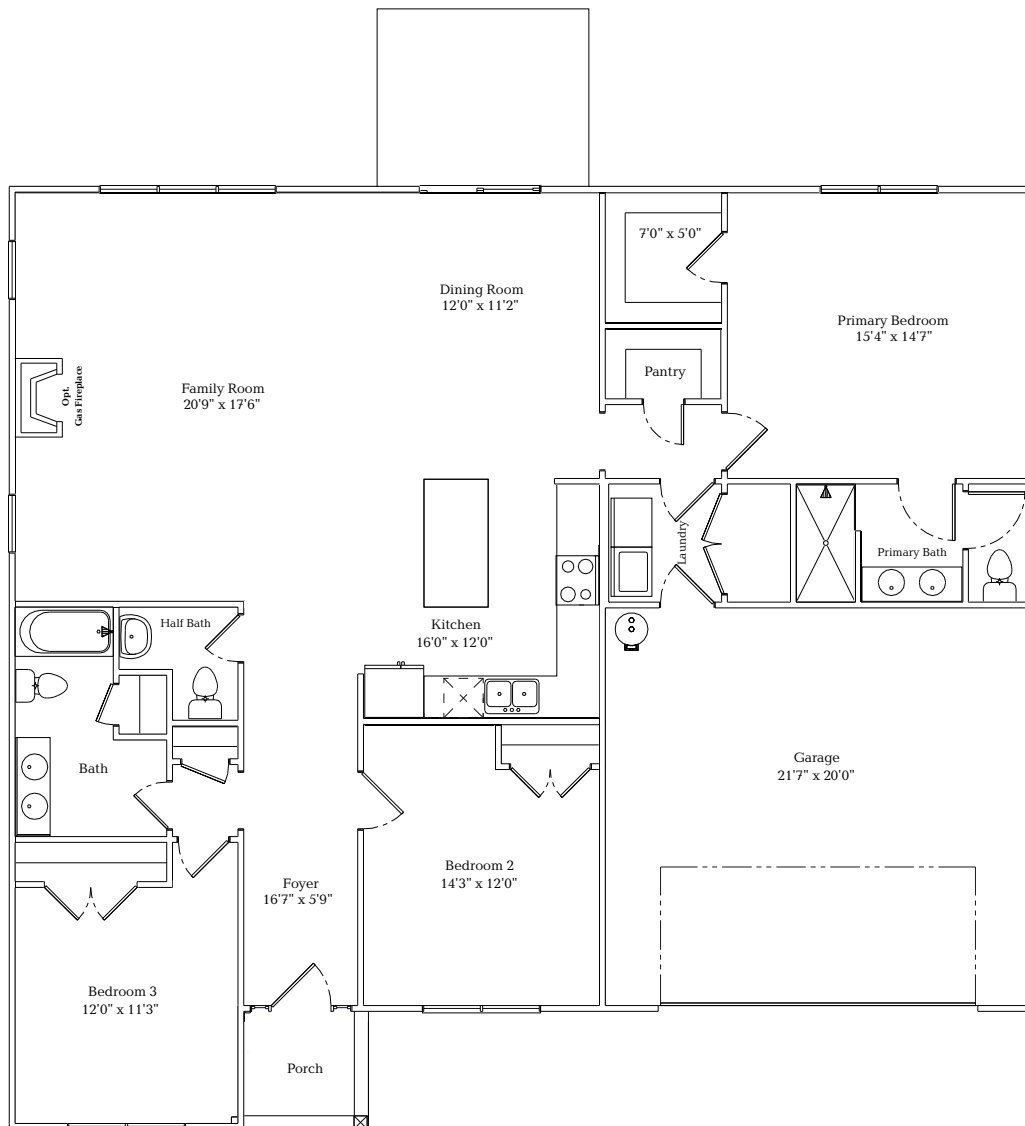 7'0" x 5'0"
Dining Room
12'0" x 11'2"
Primary Bedroom
15'4" x 14'7"
Pantry
Opt.
Gas Fireplace
Family Room
20'9" x 17'6"
Laundry
Primary Bath
Half Bath
Kitchen
16'0" x 12'0"
Bath
Garage
21'7" x 20'0"
Bedroom 2
14'3" x 12'0"
Foyer
16'7" x 5'9"
Bedroom 3
12'0" x 11'3"
Porch